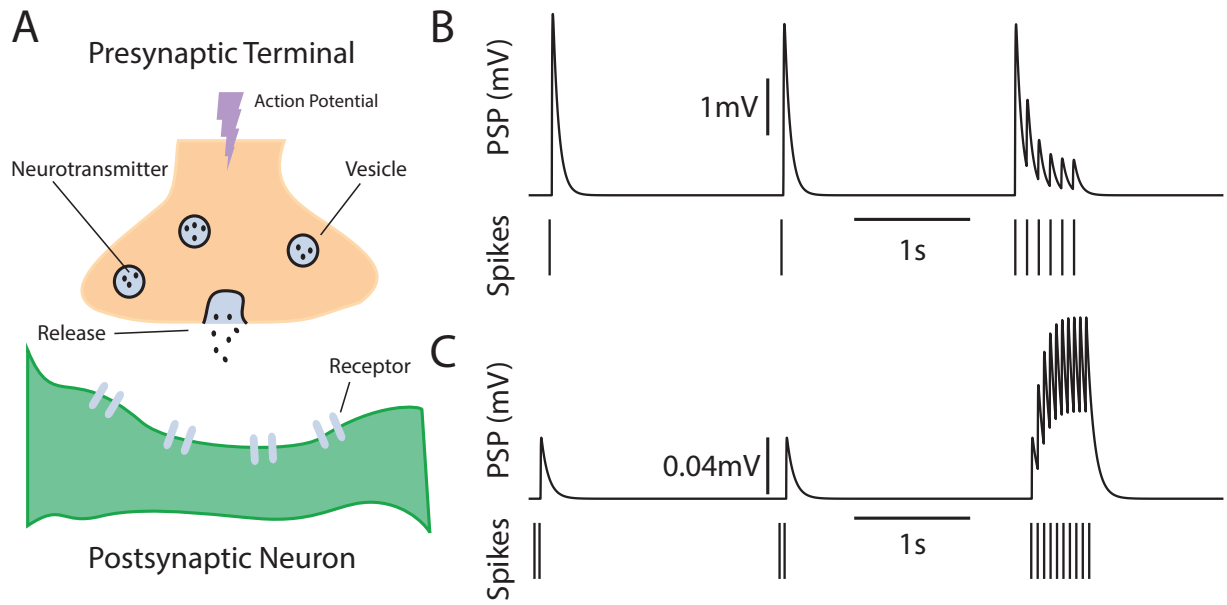 A
Presynaptic Terminal
Action Potential
Neurotransmitter
Vesicle
Release
Receptor
Postsynaptic Neuron
B
PSP (mV)
1mV
Spikes
1s
C
PSP (mV)
0.04mV
Spikes
1s